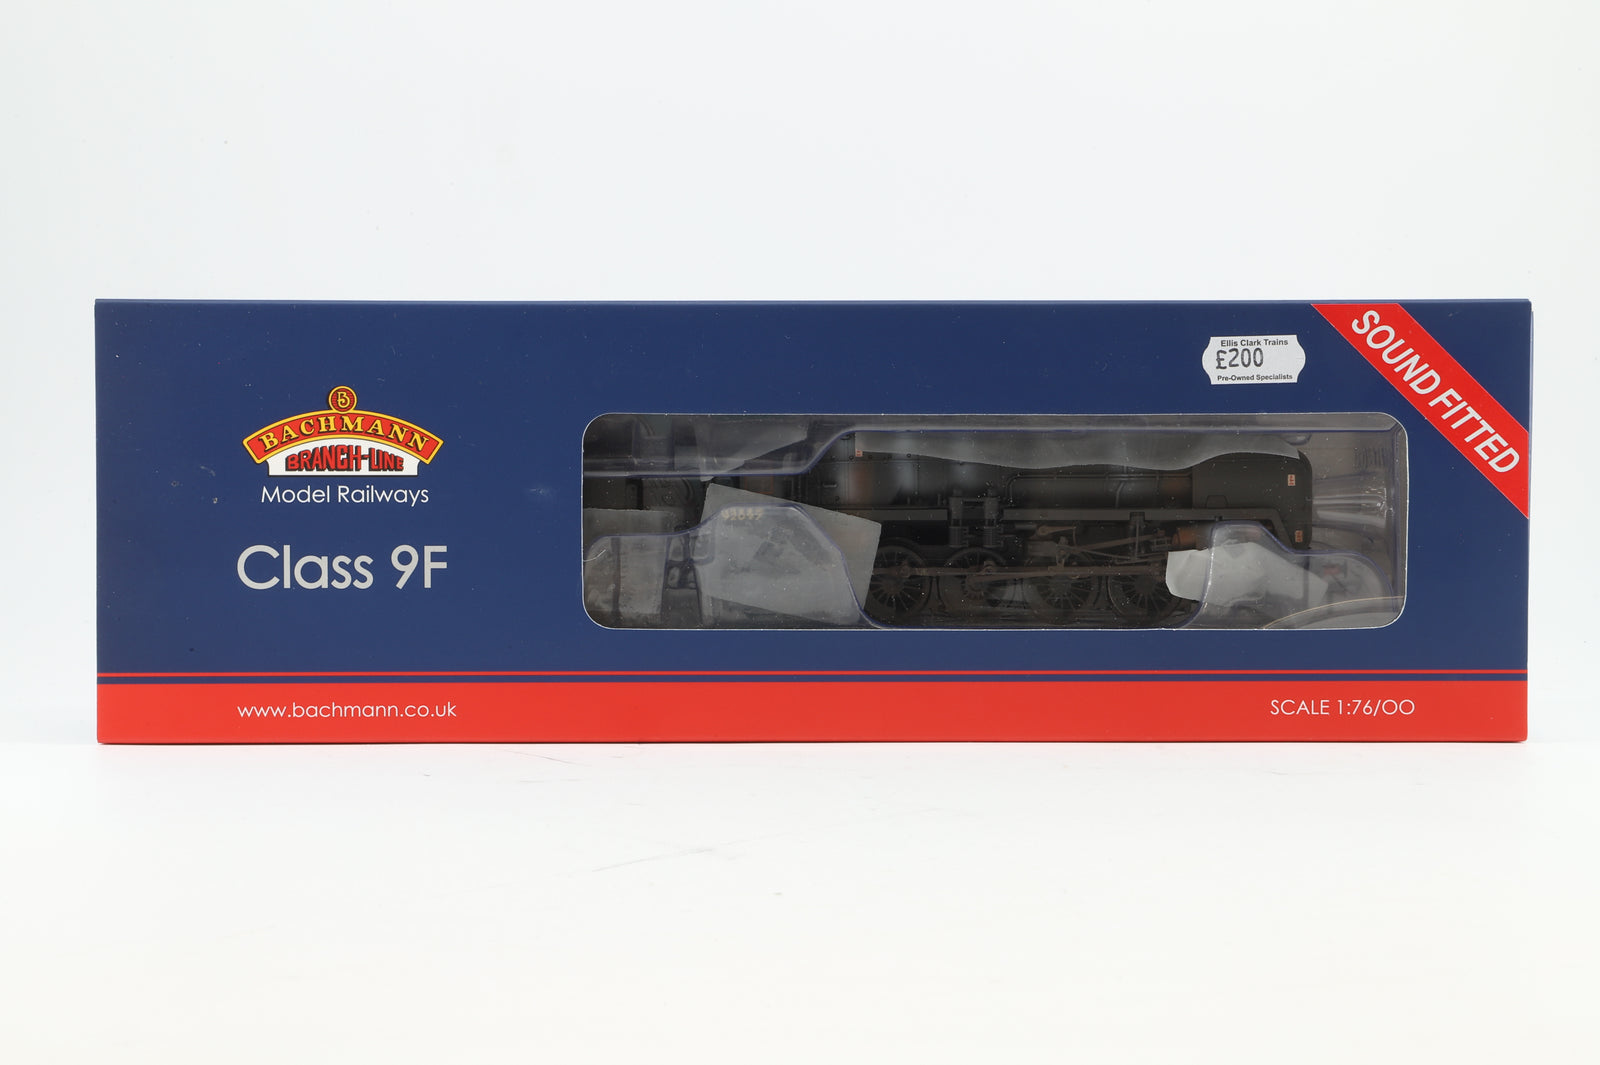 SOUND FITTED
Ellis Clark Trains
£200
Pre-Owned Specialists
B
BACHMANN
BRANCH-LINE
Model Railways
Class 9F
www.bachmann.co.uk
SCALE 1:76/OO